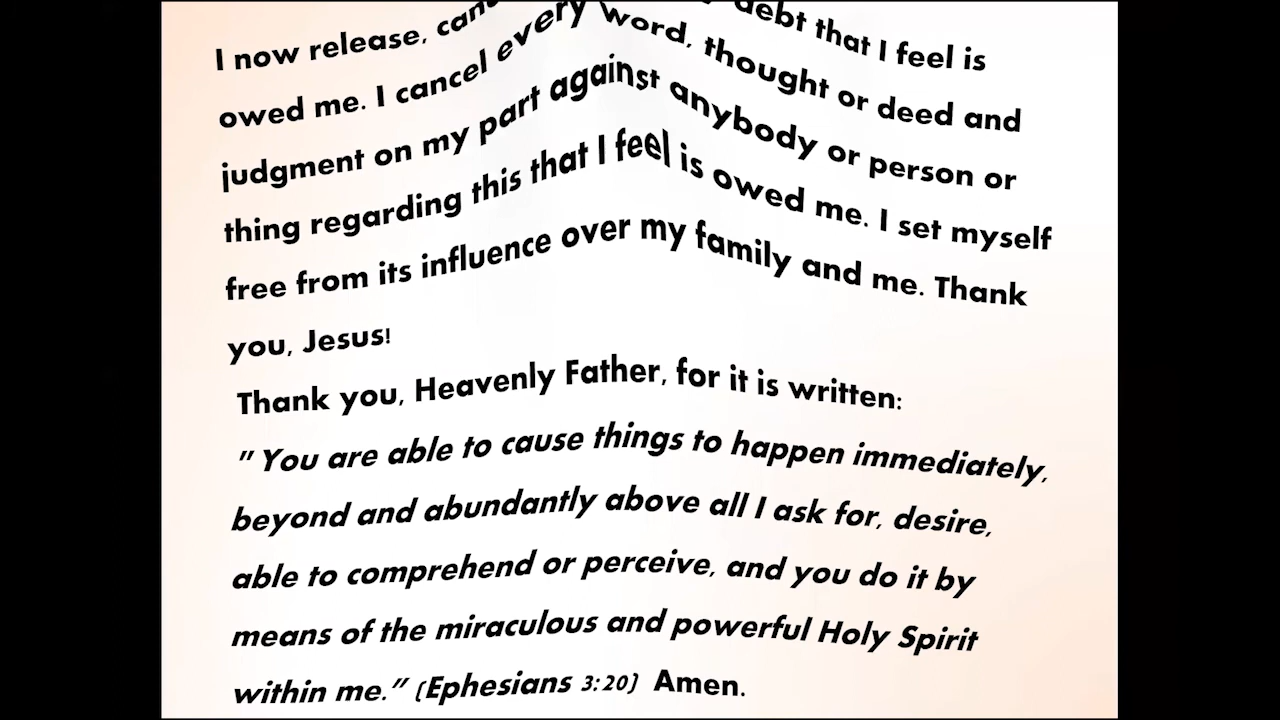 I now release, debt that I feel is
owed me. I cancel every word, thought or deed and
judgment on my part against anybody or person or
thing regarding this that I feel is owed me. I set myself
free from its influence over my family and me. Thank
you, Jesus!
Thank you, Heavenly Father, for it is written:
"You are able to cause things to happen immediately,
beyond and abundantly above all I ask for, desire,
able to comprehend or perceive, and you do it by
means of the miraculous and powerful Holy Spirit
within me." (Ephesians 3:20) Amen.